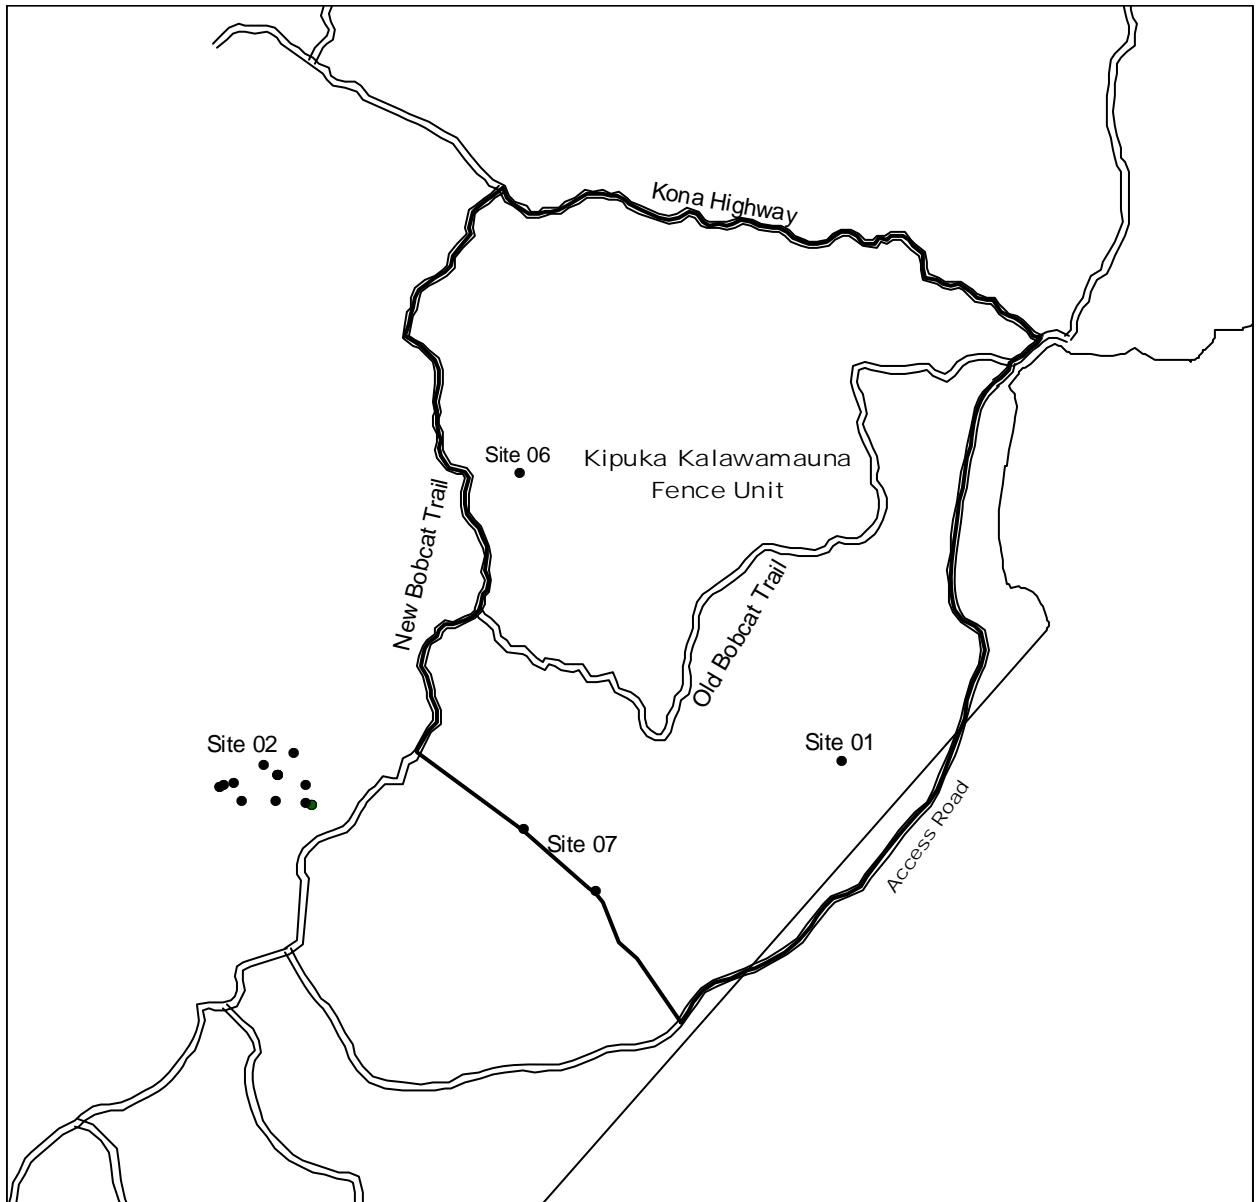 Kona Highway
Site 06
Kipuka Kalawamauna
Fence Unit
New Bobcat Trail
Old Bobcat Trail
Site 02
Site 01
Access Road
Site 07